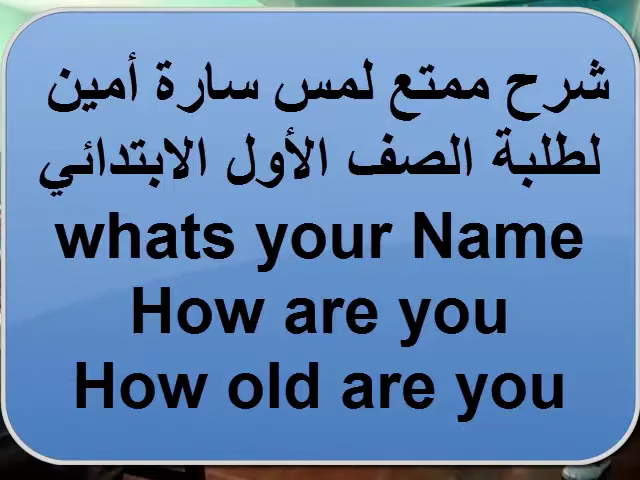 شرح ممتع لمس سارة أمين
لطلبة الصف الأول الابتدائي
whats your Name
How are you
How old are you